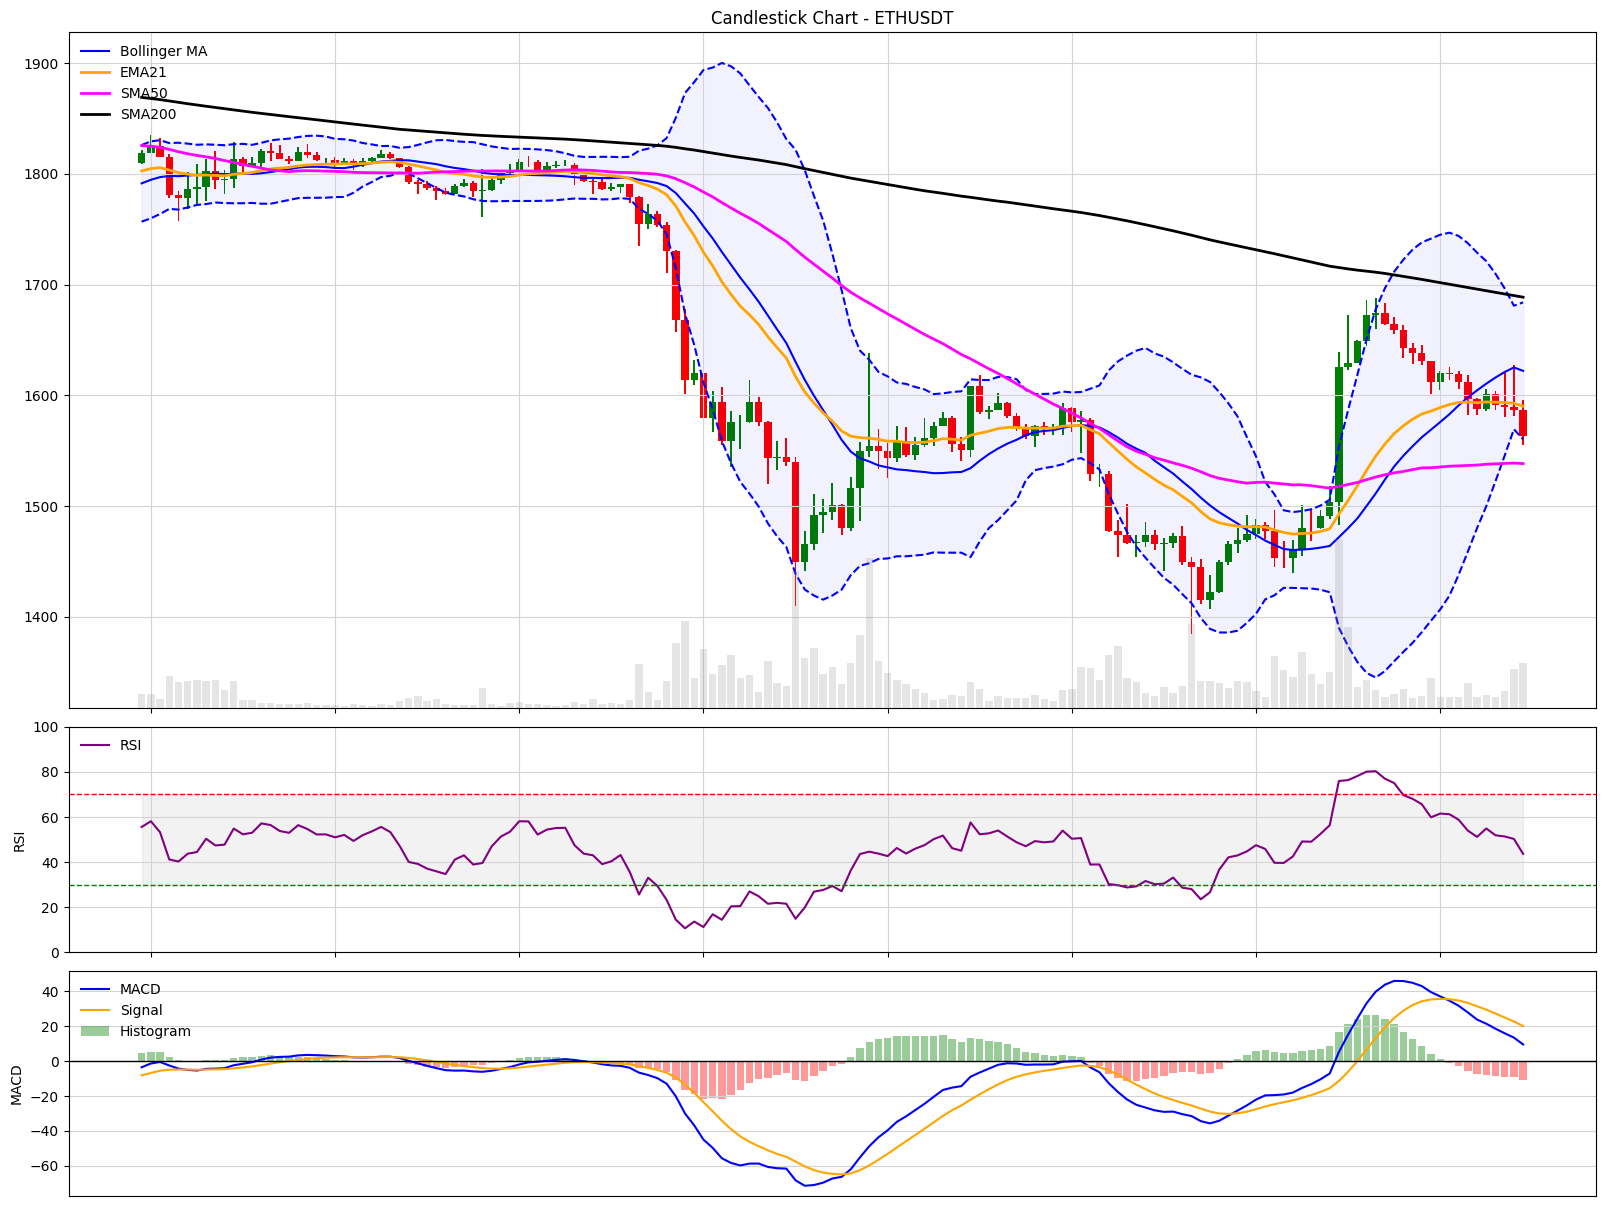 Candlestick Chart - ETHUSDT
Bollinger MA
EMA21
SMA50
SMA200
1900
1800
1700
1600
1500
1400
RSI
100
80
60
40
20
0
RSI
MACD
Signal
Histogram
40
20
0
−20
−40
−60
MACD